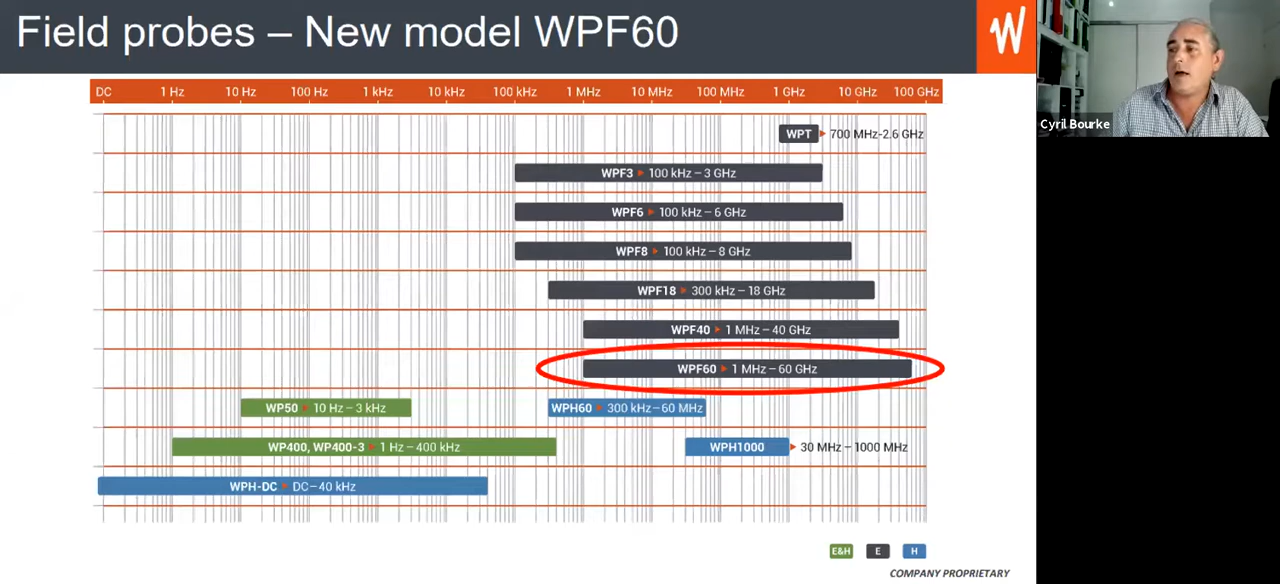 Field probes – New model WPF60
W
Cyril Bourke
DC 1 Hz 10 Hz 100 Hz 1 kHz 10 kHz 100 kHz 1 MHz 10 MHz 100 MHz 1 GHz 10 GHz 100 GHz
WPT ▸ 700 MHz-2.6 GHz
WPF3 ▸ 100 kHz – 3 GHz
WPF6 ▸ 100 kHz – 6 GHz
WPF8 ▸ 100 kHz – 8 GHz
WPF18 ▸ 300 kHz – 18 GHz
WPF40 ▸ 1 MHz – 40 GHz
WPF60 ▸ 1 MHz – 60 GHz
WP50 ▸ 10 Hz – 3 kHz
WPH60 ▸ 300 kHz – 60 MHz
WP400, WP400-3 ▸ 1 Hz – 400 kHz
WPH1000 ▸ 30 MHz – 1000 MHz
WPH-DC ▸ DC – 40 kHz
E&H E H
COMPANY PROPRIETARY